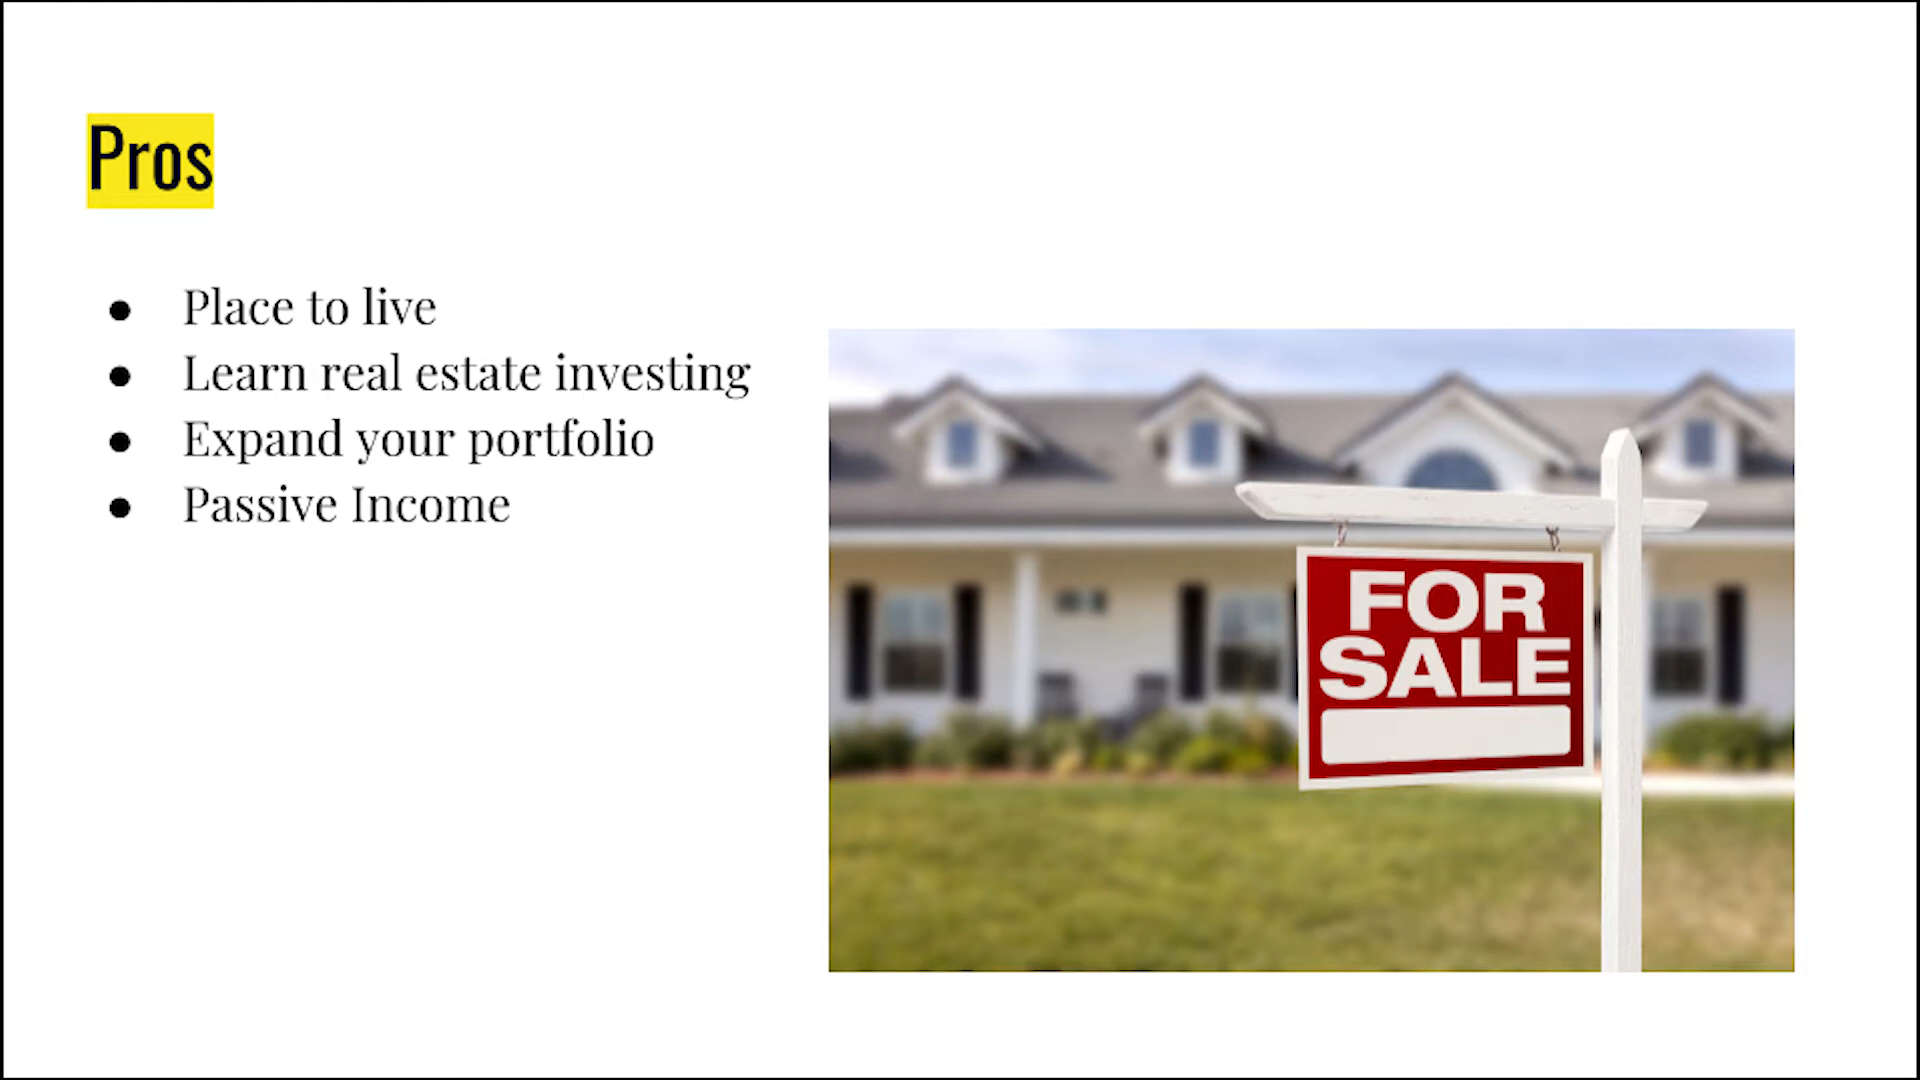 Pros
● Place to live
● Learn real estate investing
● Expand your portfolio
● Passive Income
FOR
SALE